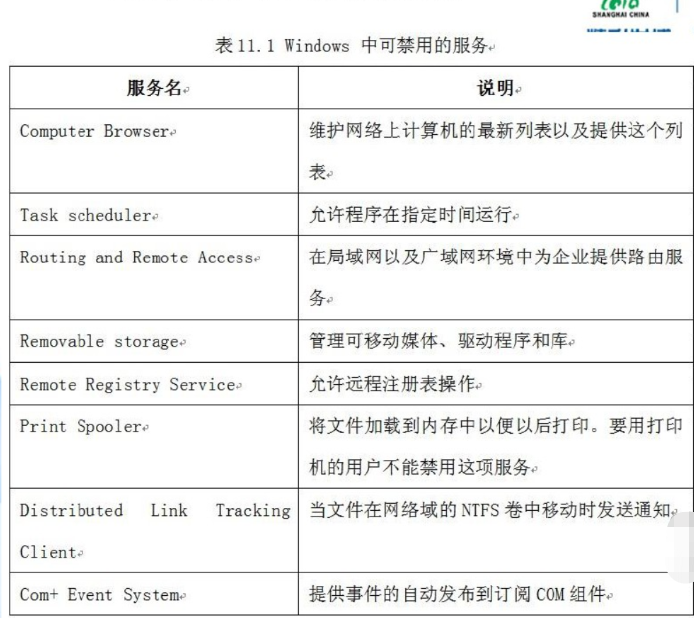 SHANGHAI CHINA
表11.1 Windows 中可禁用的服务
服务名 说明
Computer Browser 维护网络上计算机的最新列表以及提供这个列
表
Task scheduler 允许程序在指定时间运行
Routing and Remote Access 在局域网以及广域网环境中为企业提供路由服
务
Removable storage 管理可移动媒体、驱动程序和库
Remote Registry Service 允许远程注册表操作
Print Spooler 将文件加载到内存中以便以后打印。要用打印
机的用户不能禁用这项服务
Distributed Link Tracking 当文件在网络域的NTFS 卷中移动时发送通知
Client
Com+ Event System 提供事件的自动发布到订阅 COM 组件